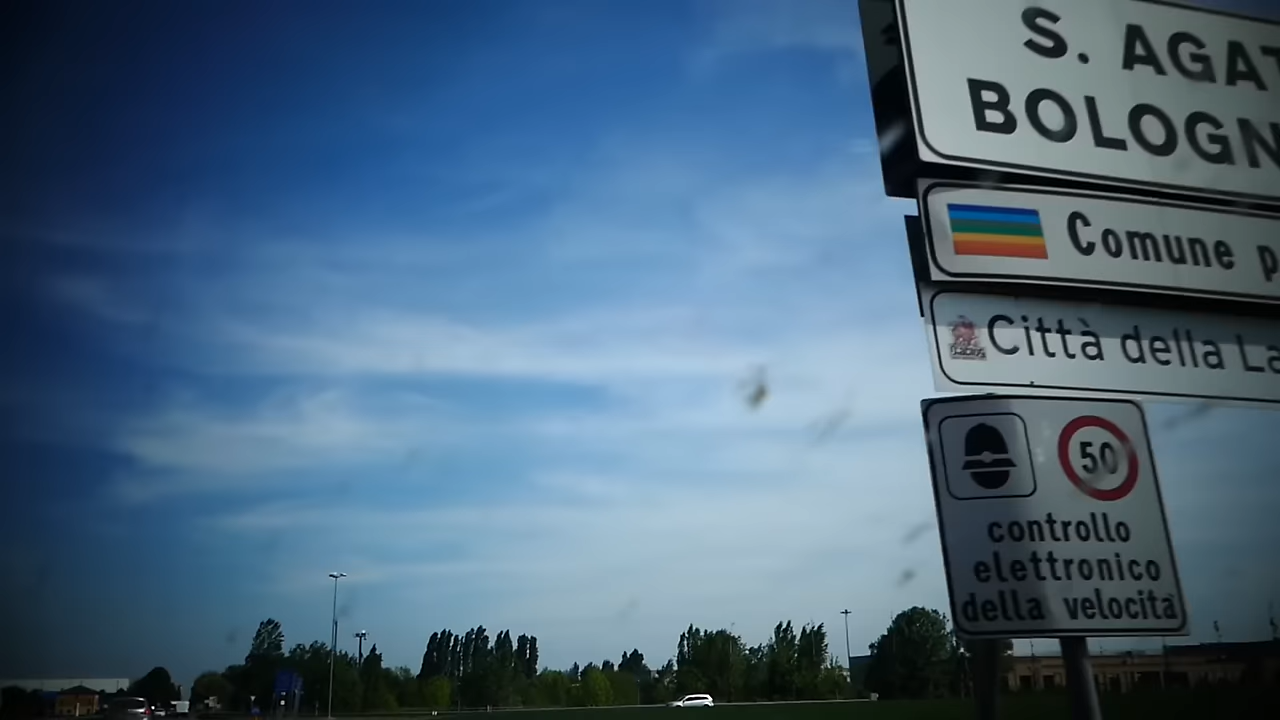 S. AGAT
BOLOGN
Comune p
Città della La
50
controllo
elettronico
della velocità